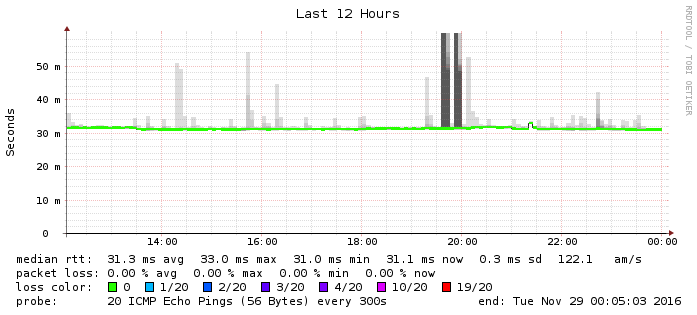 Last 12 Hours
RRDTOOL / TOBI OETIKER
Seconds
50 m
40 m
30 m
20 m
10 m
0
14:00 16:00 18:00 20:00 22:00 00:00
median rtt: 31.3 ms avg 33.0 ms max 31.0 ms min 31.1 ms now 0.3 ms sd 122.1 am/s
packet loss: 0.00 % avg 0.00 % max 0.00 % min 0.00 % now
loss color: 0 1/20 2/20 3/20 4/20 10/20 19/20
probe: 20 ICMP Echo Pings (56 Bytes) every 300s end: Tue Nov 29 00:05:03 2016